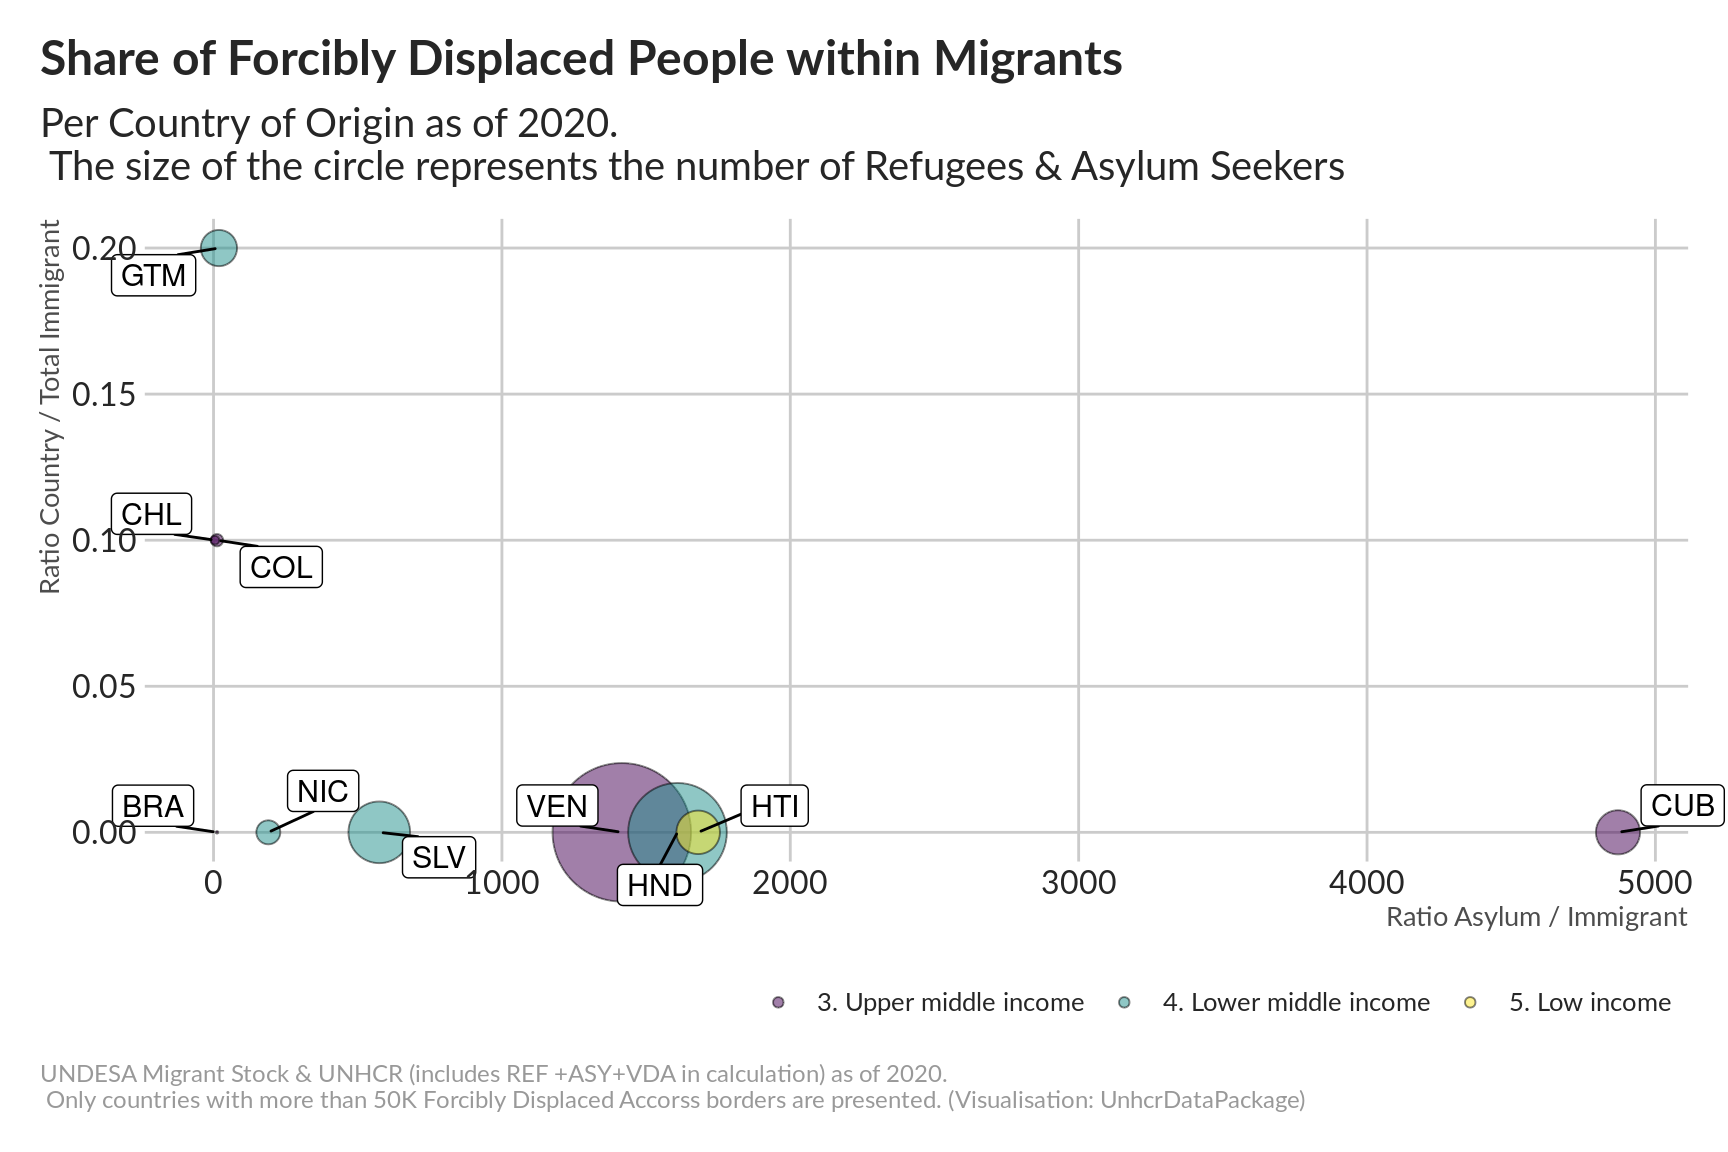 Share of Forcibly Displaced People within Migrants
Per Country of Origin as of 2020.
The size of the circle represents the number of Refugees & Asylum Seekers
Ratio Country / Total Immigrant
0.20
GTM
0.15
CHL
0.10
COL
0.05
BRA
NIC
VEN
HTI
CUB
0.00
SLV
HND
0
1000
2000
3000
4000
5000
Ratio Asylum / Immigrant
3. Upper middle income
4. Lower middle income
5. Low income
UNDESA Migrant Stock & UNHCR (includes REF +ASY+VDA in calculation) as of 2020.
Only countries with more than 50K Forcibly Displaced Accorss borders are presented. (Visualisation: UnhcrDataPackage)